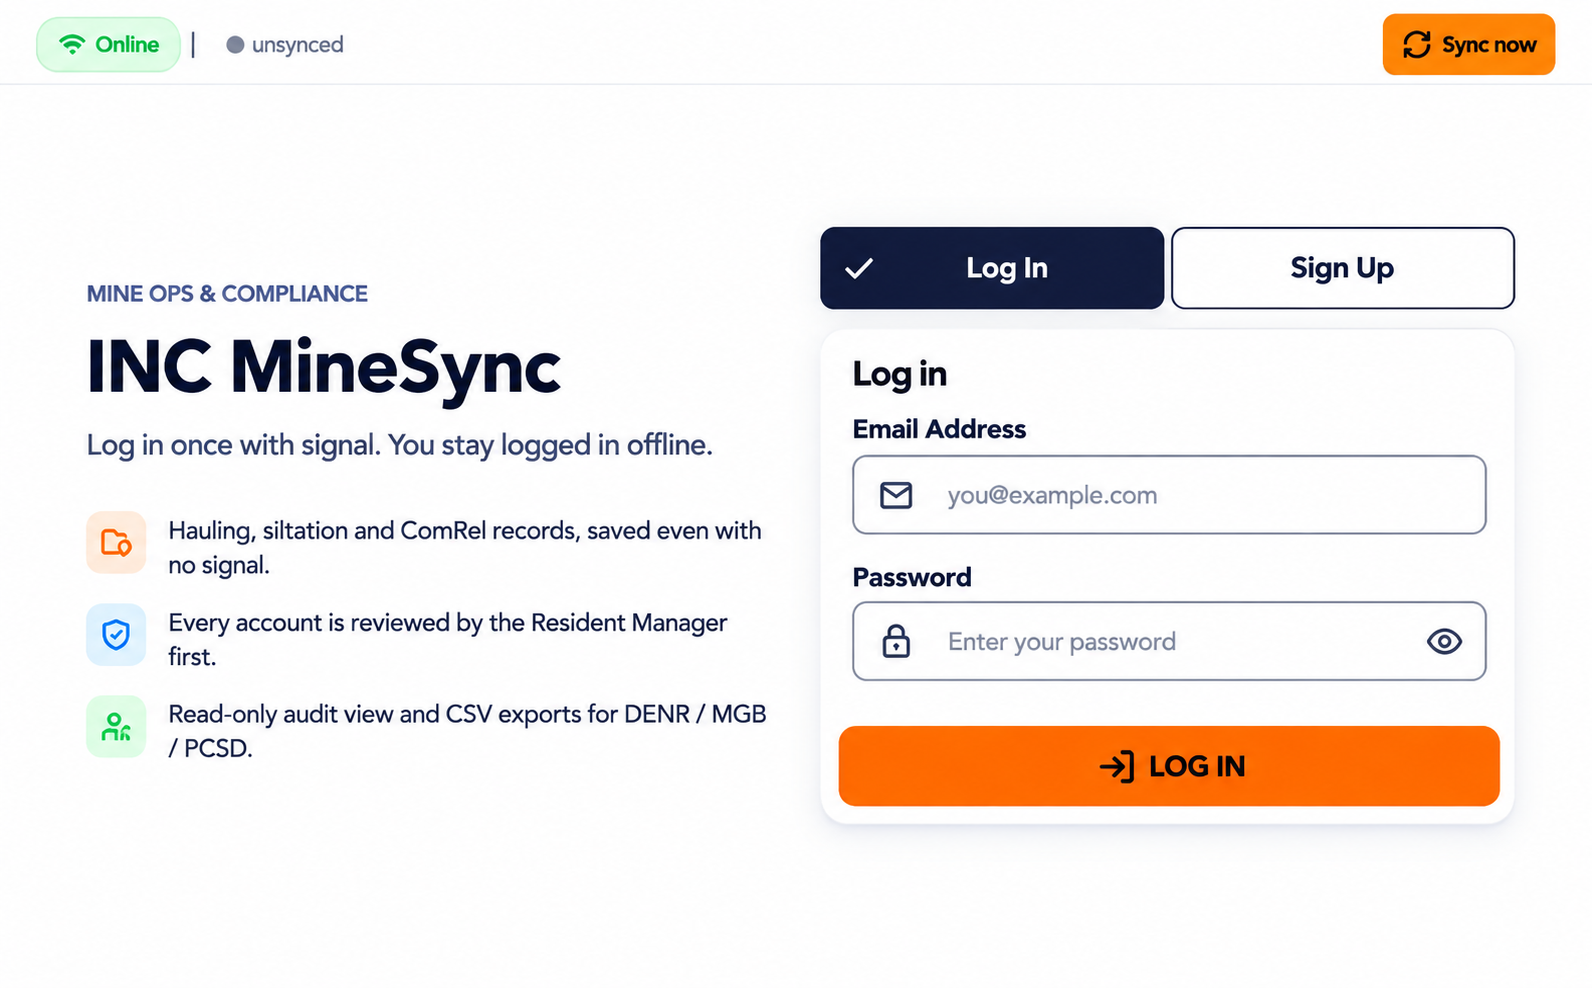 Online | unsynced
Sync now
MINE OPS & COMPLIANCE
INC MineSync
Log in once with signal. You stay logged in offline.
Hauling, siltation and ComRel records, saved even with
no signal.
Every account is reviewed by the Resident Manager
first.
Read-only audit view and CSV exports for DENR / MGB
/ PCSD.
Log In
Sign Up
Log in
Email Address
you@example.com
Password
Enter your password
LOG IN